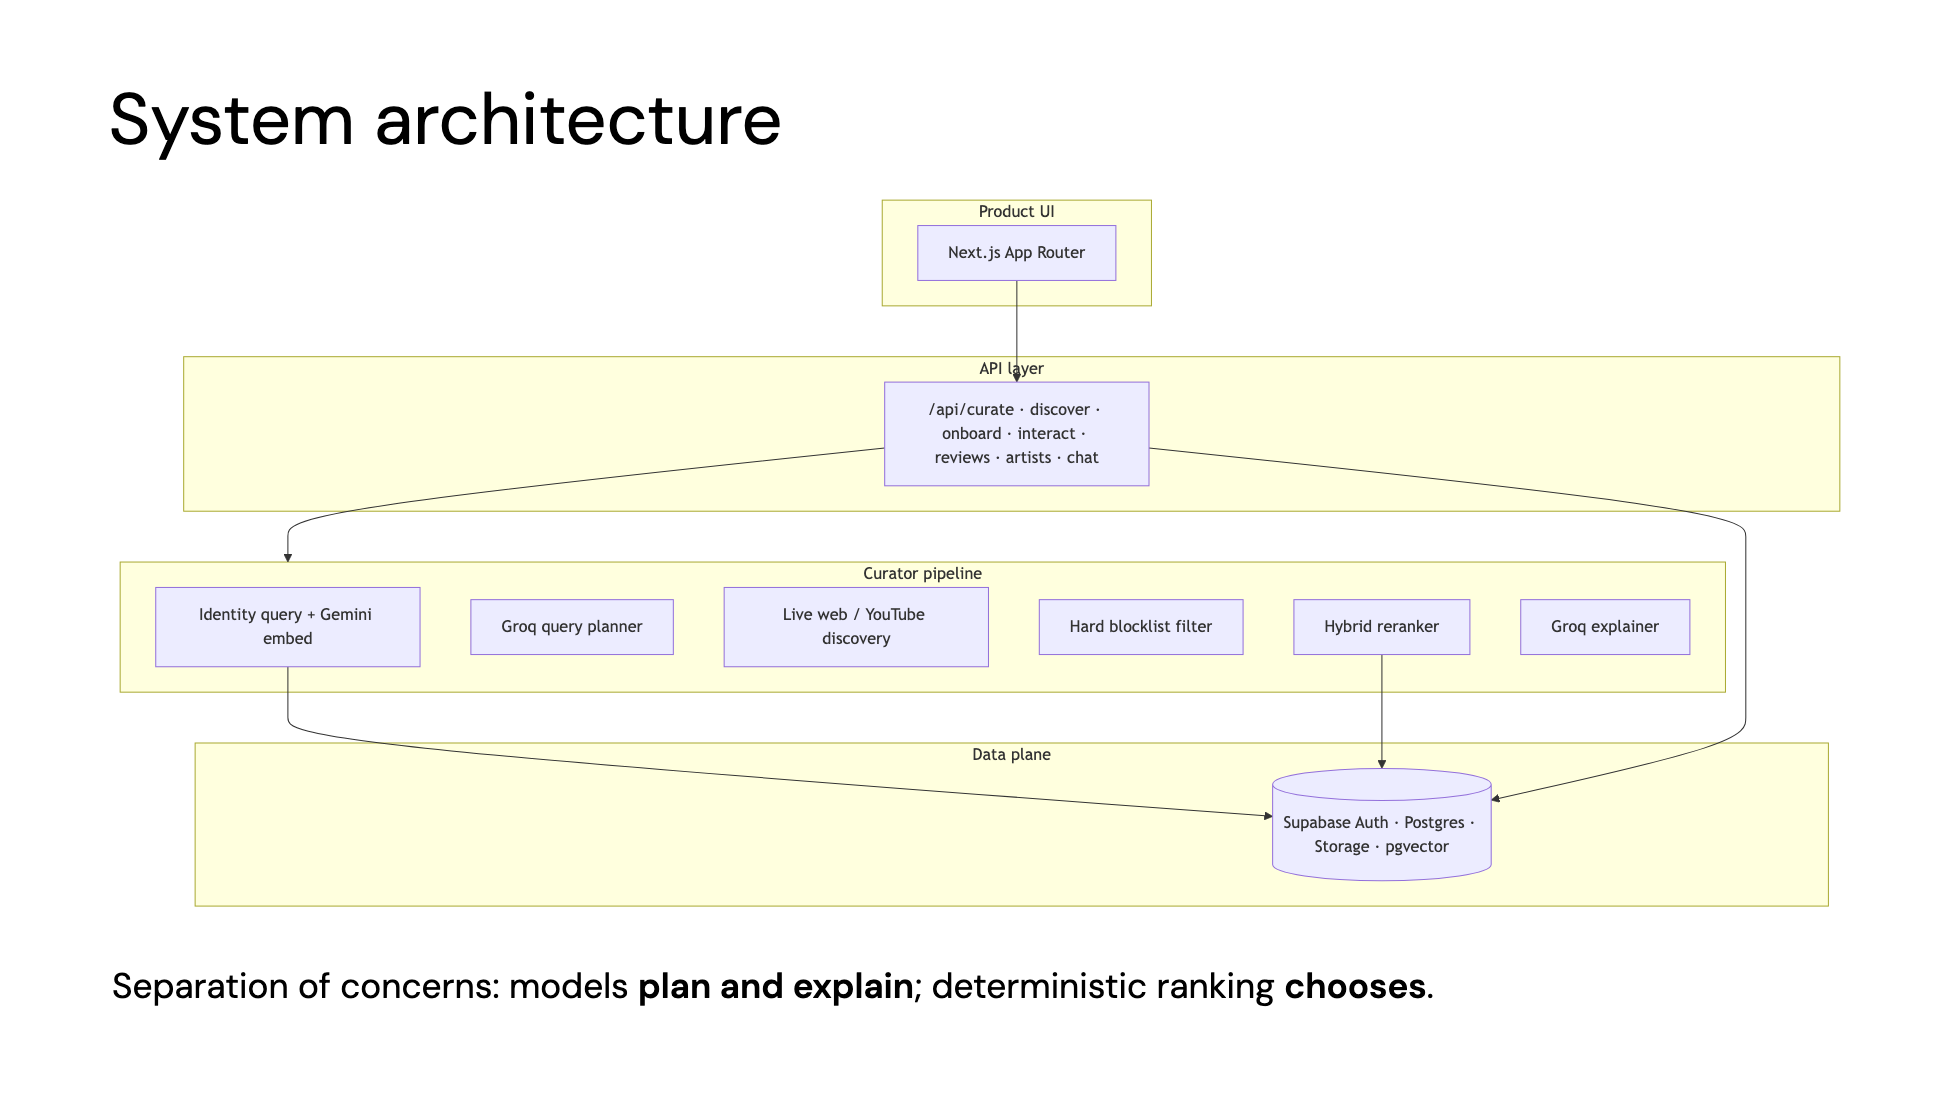 System architecture
Product UI
Next.js App Router
API layer
/api/curate · discover ·
onboard · interact ·
reviews · artists · chat
Curator pipeline
Identity query + Gemini
embed
Groq query planner
Live web / YouTube
discovery
Hard blocklist filter
Hybrid reranker
Groq explainer
Data plane
Supabase Auth · Postgres ·
Storage · pgvector
Separation of concerns: models plan and explain; deterministic ranking chooses.